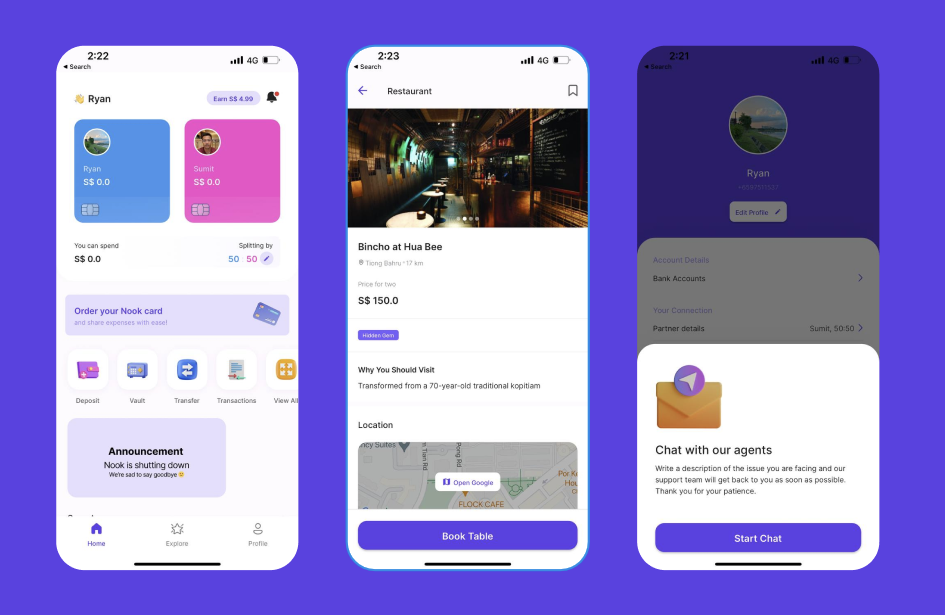 2:22
◀ Search
4G
👋 Ryan
Earn S$ 4.99
Ryan
S$ 0.0
Sumit
S$ 0.0
You can spend
S$ 0.0
Splitting by
50 : 50
Order your Nook card
and share expenses with ease!
Deposit
Vault
Transfer
Transactions
View All
Announcement
Nook is shutting down
We're sad to say goodbye 🙁
Home
Explore
Profile
2:23
◀ Search
4G
Restaurant
Bincho at Hua Bee
Tiong Bahru • 17 km
Price for two
S$ 150.0
Hidden Gem
Why You Should Visit
Transformed from a 70-year-old traditional kopitiam
Location
ncy Suites
Open Google
FLOCK CAFE
Book Table
2:21
◀ Search
4G
Ryan
Edit Profile
Account Details
Bank Accounts
Your Connection
Partner details
Sumit, 50:50
Chat with our agents
Write a description of the issue you are facing and our
support team will get back to you as soon as possible.
Thank you for your patience.
Start Chat